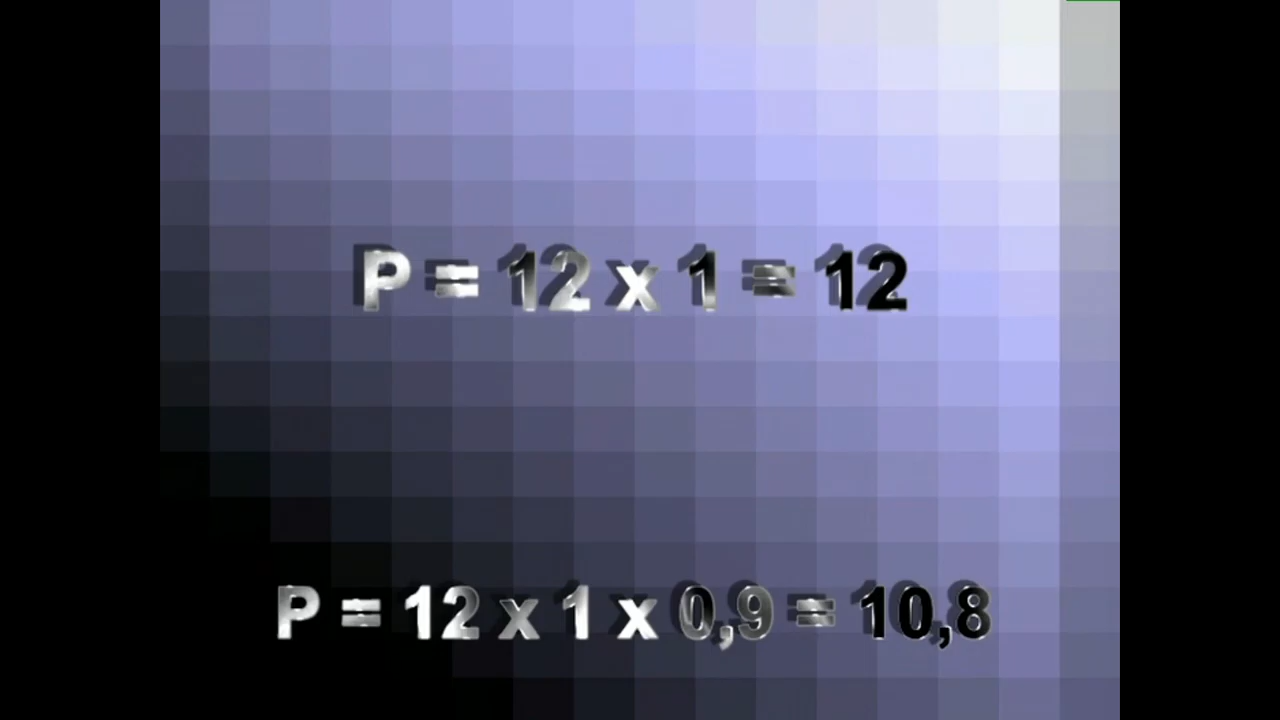 P = 12 x 1 = 12
P = 12 x 1 x 0,9 = 10,8